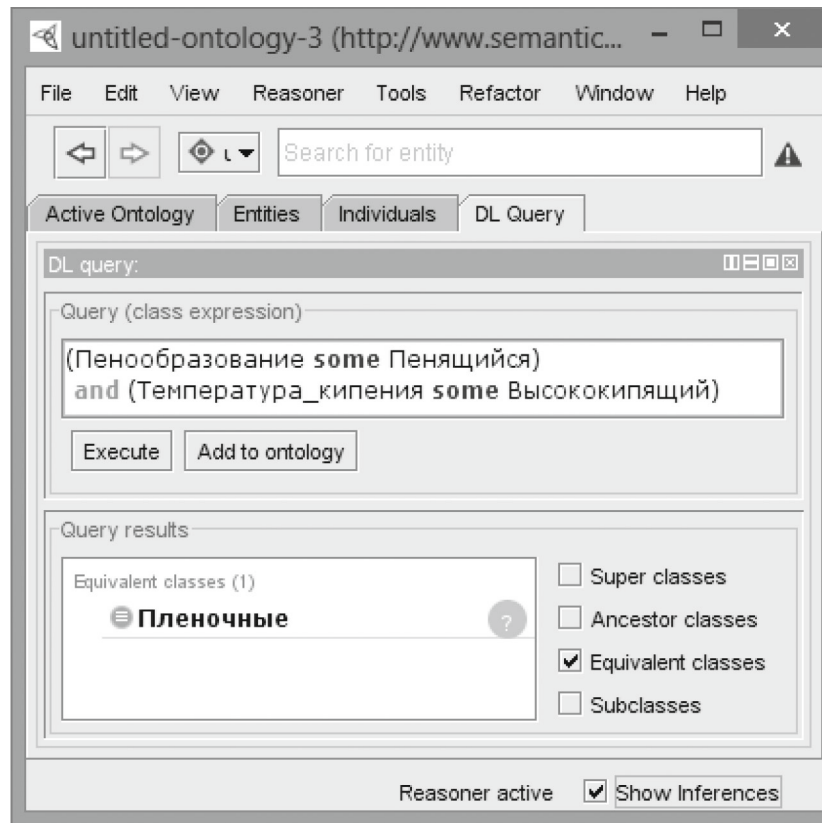 untitled-ontology-3 (http://www.semantic...
File Edit View Reasoner Tools Refactor Window Help
Search for entity
Active Ontology Entities Individuals DL Query
DL query:
Query (class expression)
(Пенообразование some Пенящийся)
and (Температура_кипения some Высококипящий)
Execute Add to ontology
Query results
Equivalent classes (1)
Пленочные ?
Super classes
Ancestor classes
Equivalent classes
Subclasses
Reasoner active Show Inferences